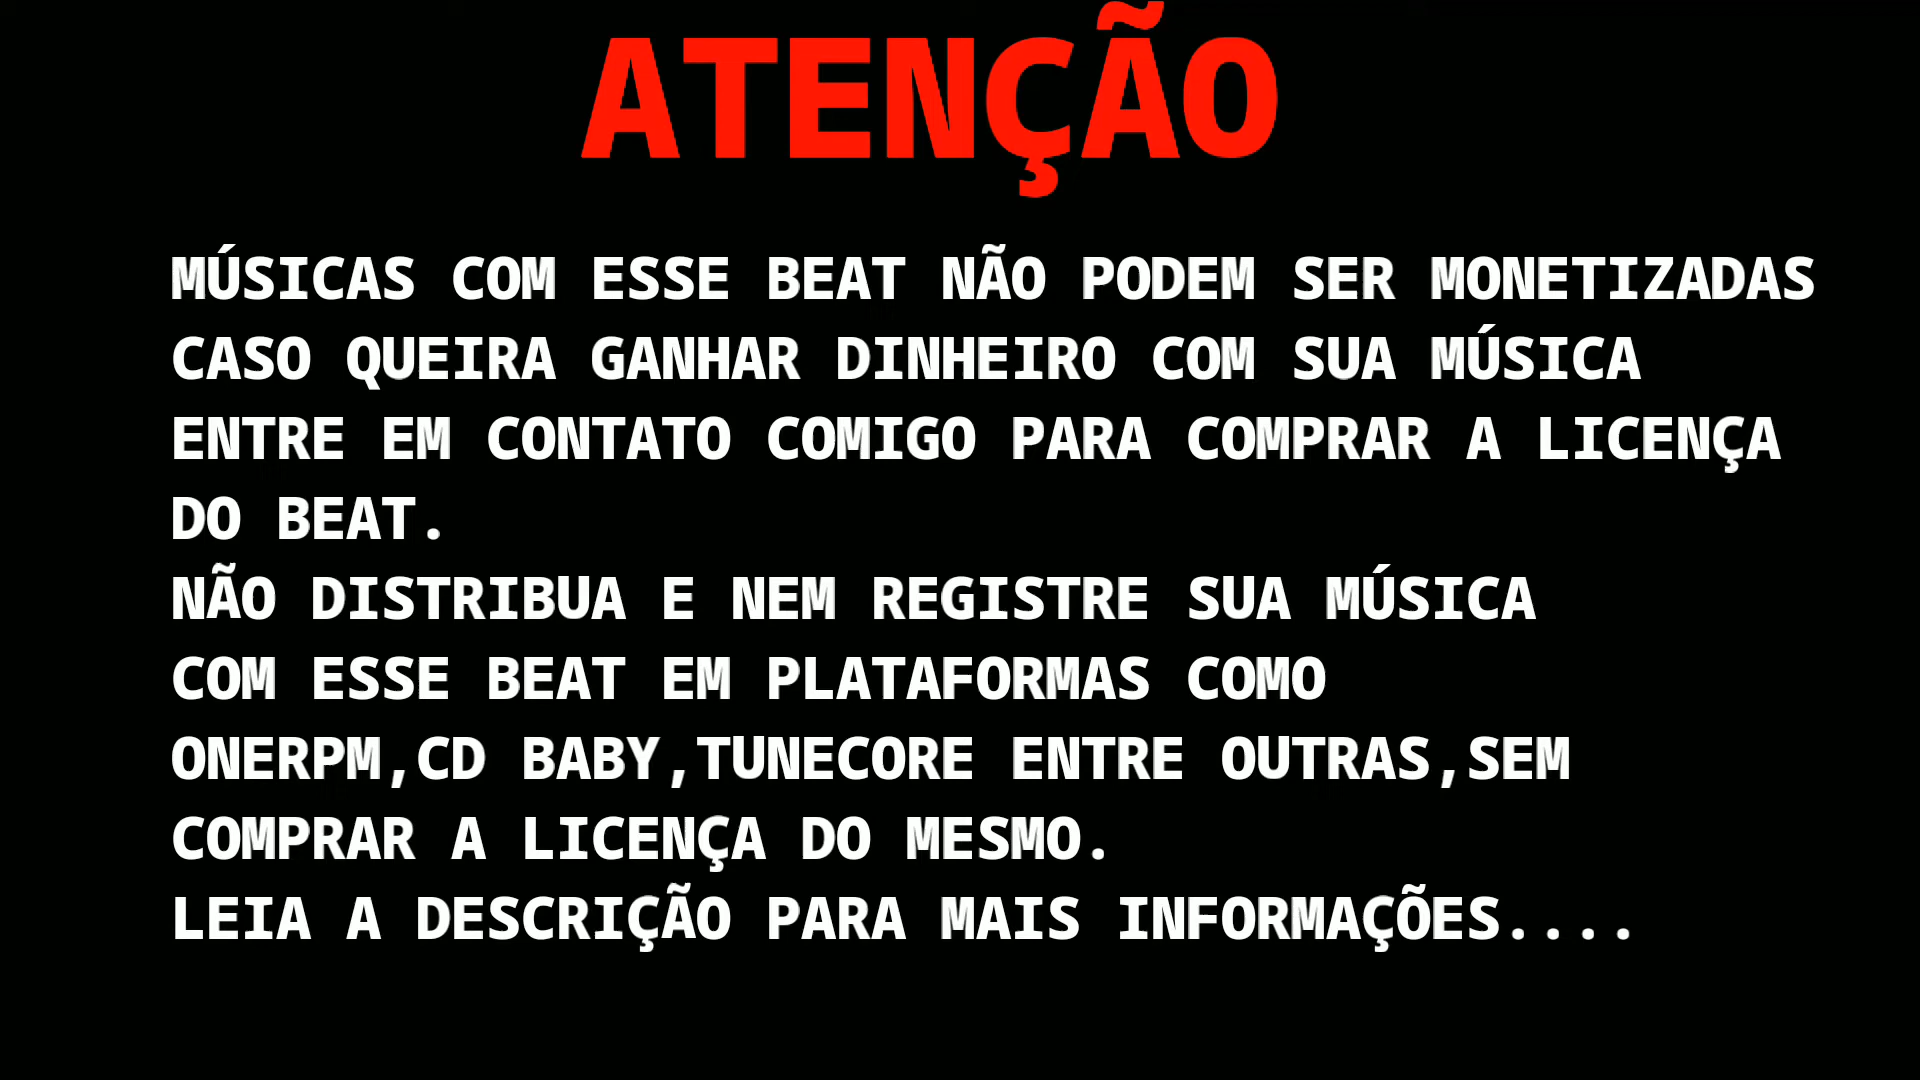 ATENÇÃO
MÚSICAS COM ESSE BEAT NÃO PODEM SER MONETIZADAS
CASO QUEIRA GANHAR DINHEIRO COM SUA MÚSICA
ENTRE EM CONTATO COMIGO PARA COMPRAR A LICENÇA
DO BEAT.
NÃO DISTRIBUA E NEM REGISTRE SUA MÚSICA
COM ESSE BEAT EM PLATAFORMAS COMO
ONERPM,CD BABY,TUNECORE ENTRE OUTRAS,SEM
COMPRAR A LICENÇA DO MESMO.
LEIA A DESCRIÇÃO PARA MAIS INFORMAÇÕES....